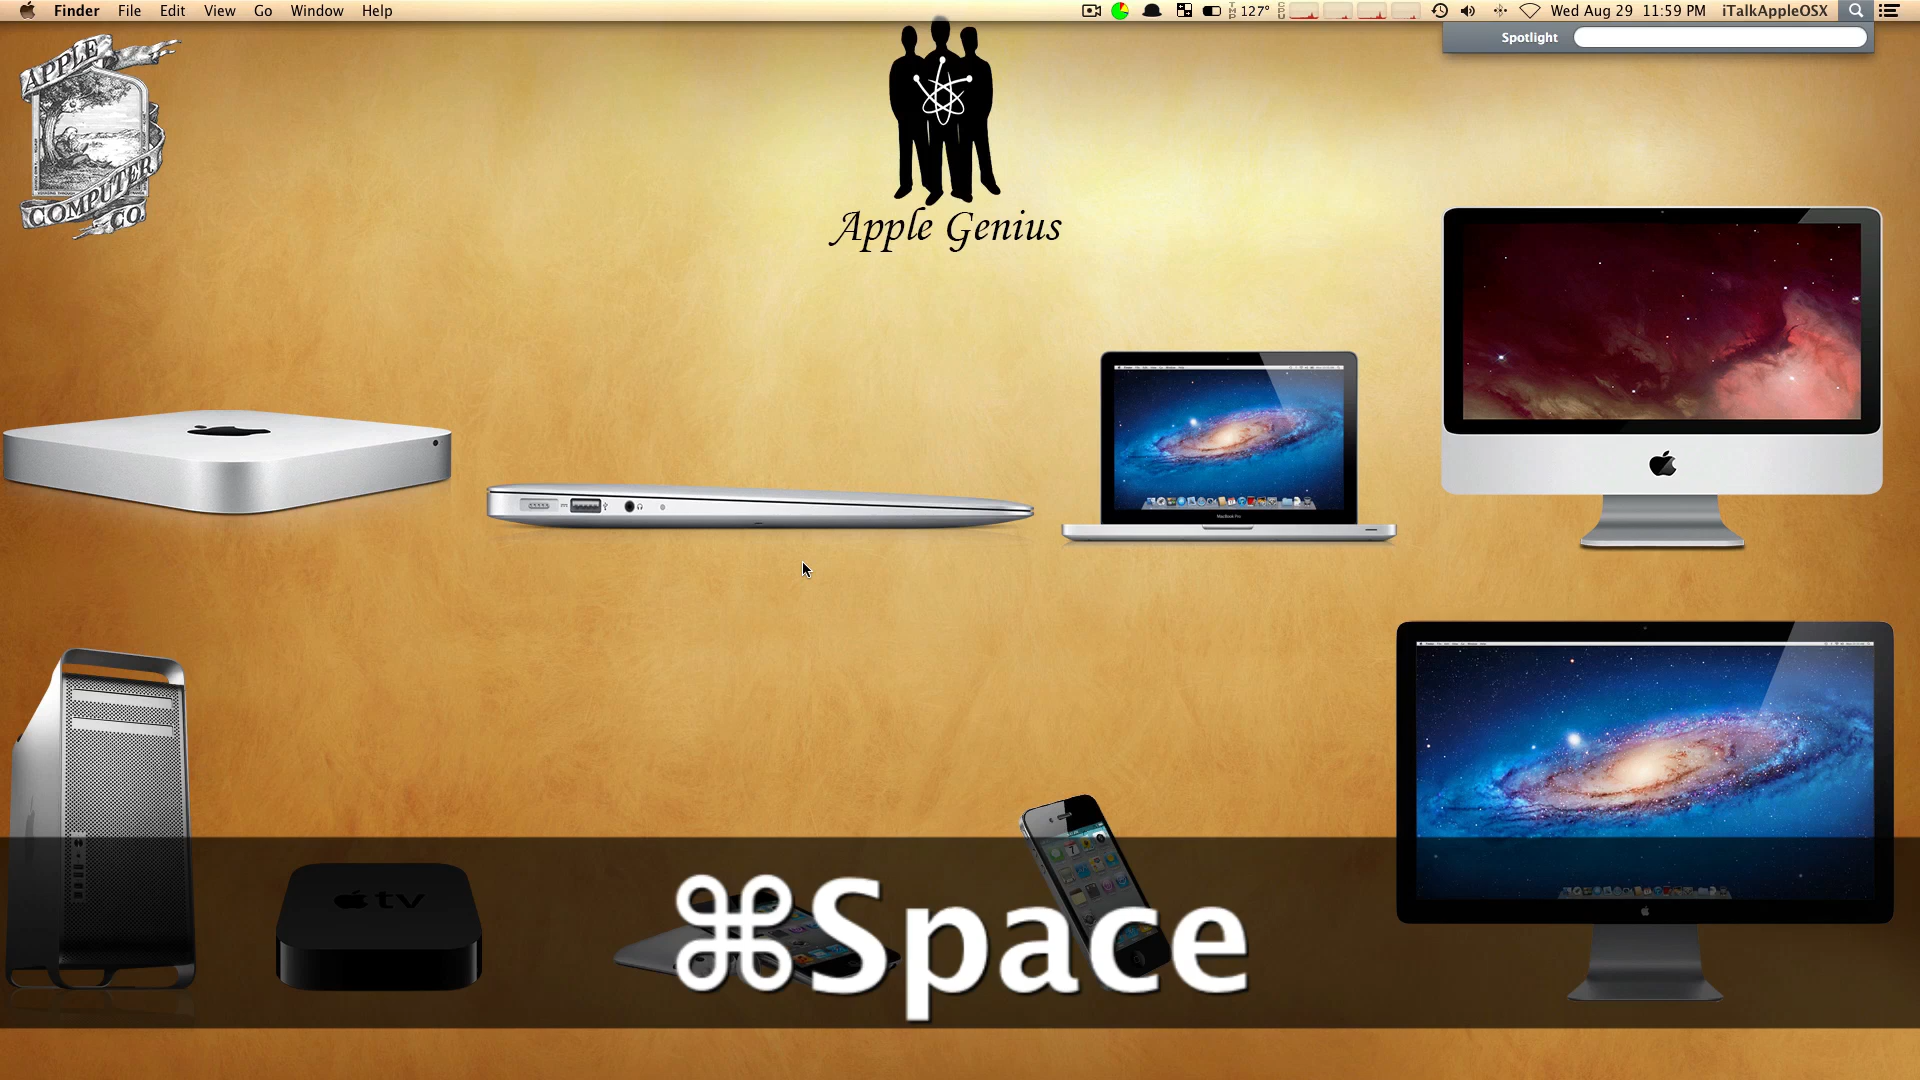 Finder File Edit View Go Window Help
127° Wed Aug 29 11:59 PM iTalkAppleOSX
Spotlight
APPLE
COMPUTER
CO.
Apple Genius
tv
⌘Space